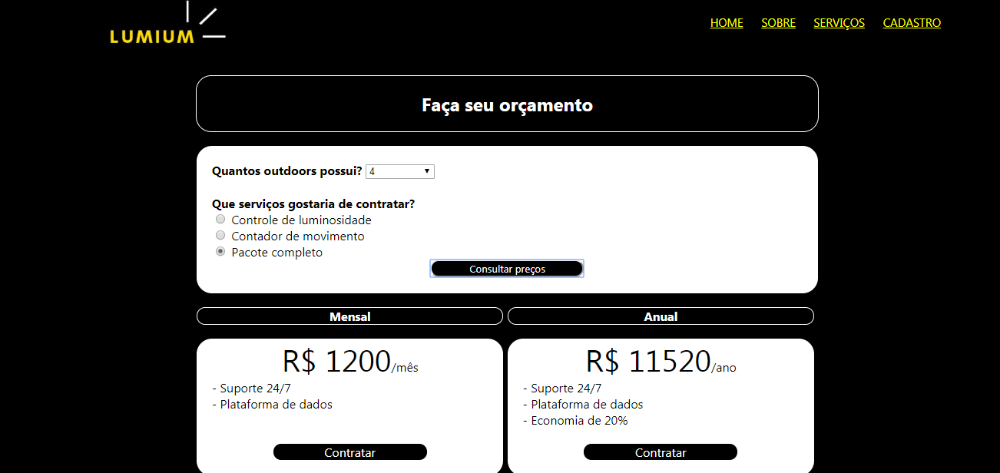 LUMIUM
HOME SOBRE SERVIÇOS CADASTRO
Faça seu orçamento
Quantos outdoors possui? 4
Que serviços gostaria de contratar?
Controle de luminosidade
Contador de movimento
Pacote completo
Consultar preços
Mensal
R$ 1200/mês
- Suporte 24/7
- Plataforma de dados
Contratar
Anual
R$ 11520/ano
- Suporte 24/7
- Plataforma de dados
- Economia de 20%
Contratar